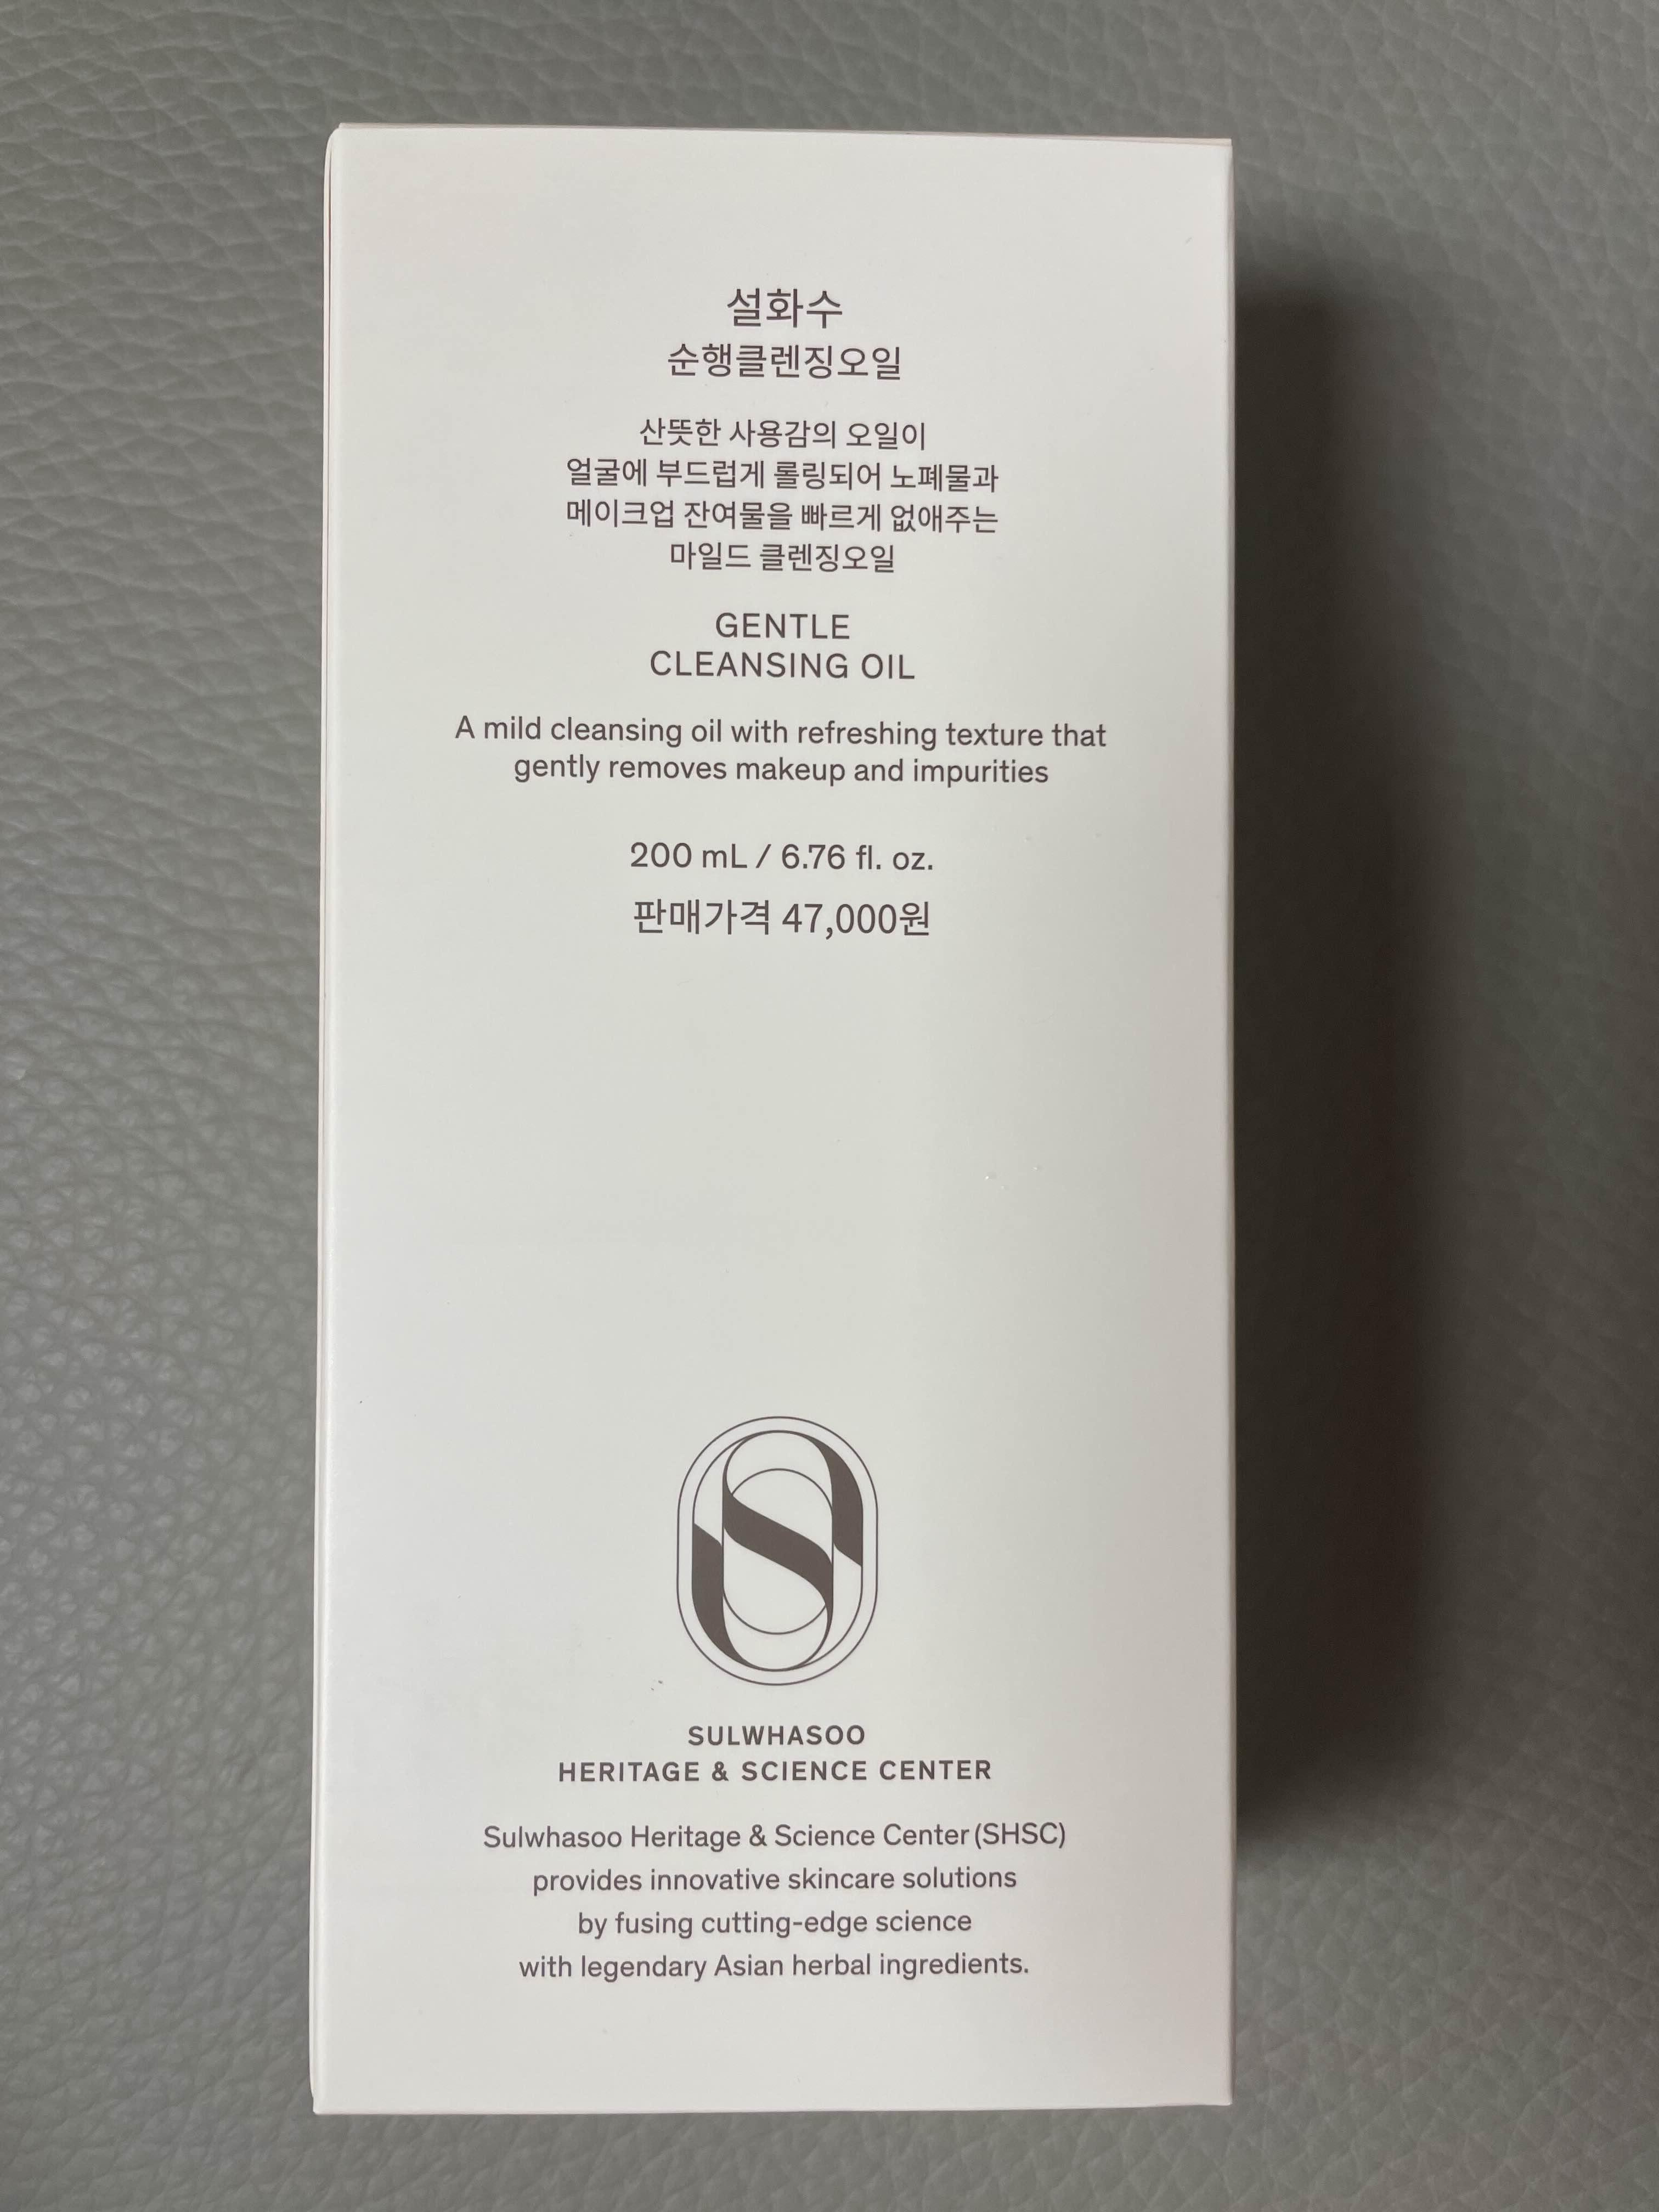 설화수
순행클렌징오일
산뜻한 사용감의 오일이
얼굴에 부드럽게 롤링되어 노폐물과
메이크업 잔여물을 빠르게 없애주는
마일드 클렌징오일
GENTLE
CLEANSING OIL
A mild cleansing oil with refreshing texture that
gently removes makeup and impurities
200 mL / 6.76 fl. oz.
판매가격 47,000원
SULWHASOO
HERITAGE & SCIENCE CENTER
Sulwhasoo Heritage & Science Center (SHSC)
provides innovative skincare solutions
by fusing cutting-edge science
with legendary Asian herbal ingredients.